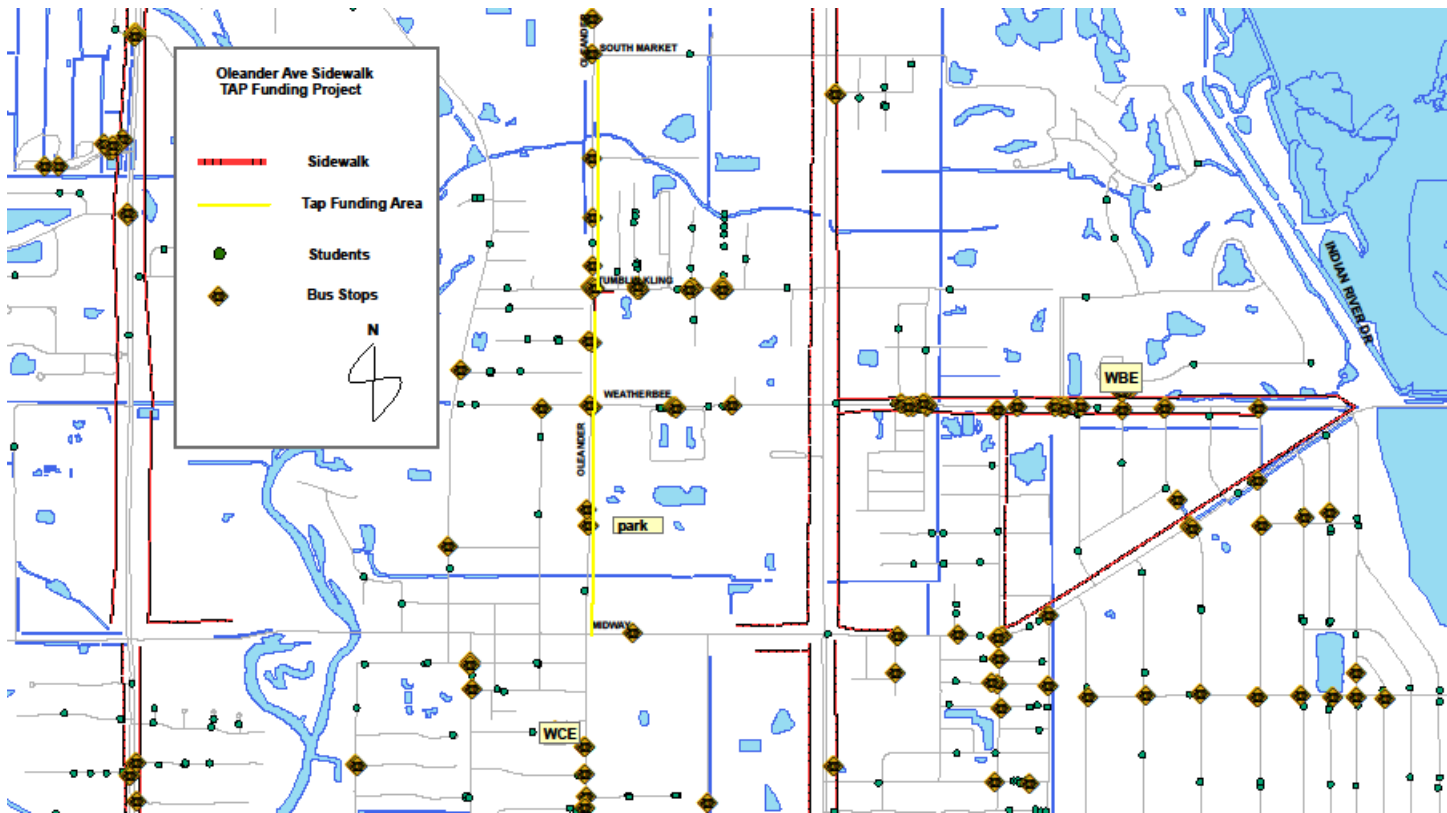 OLEANDER
SOUTH MARKET
Oleander Ave Sidewalk
TAP Funding Project
Sidewalk
Tap Funding Area
Students
Bus Stops
N
INDIAN RIVER DR
WEATHERBEE
WBE
OLEANDER
park
MIDWAY
WCE